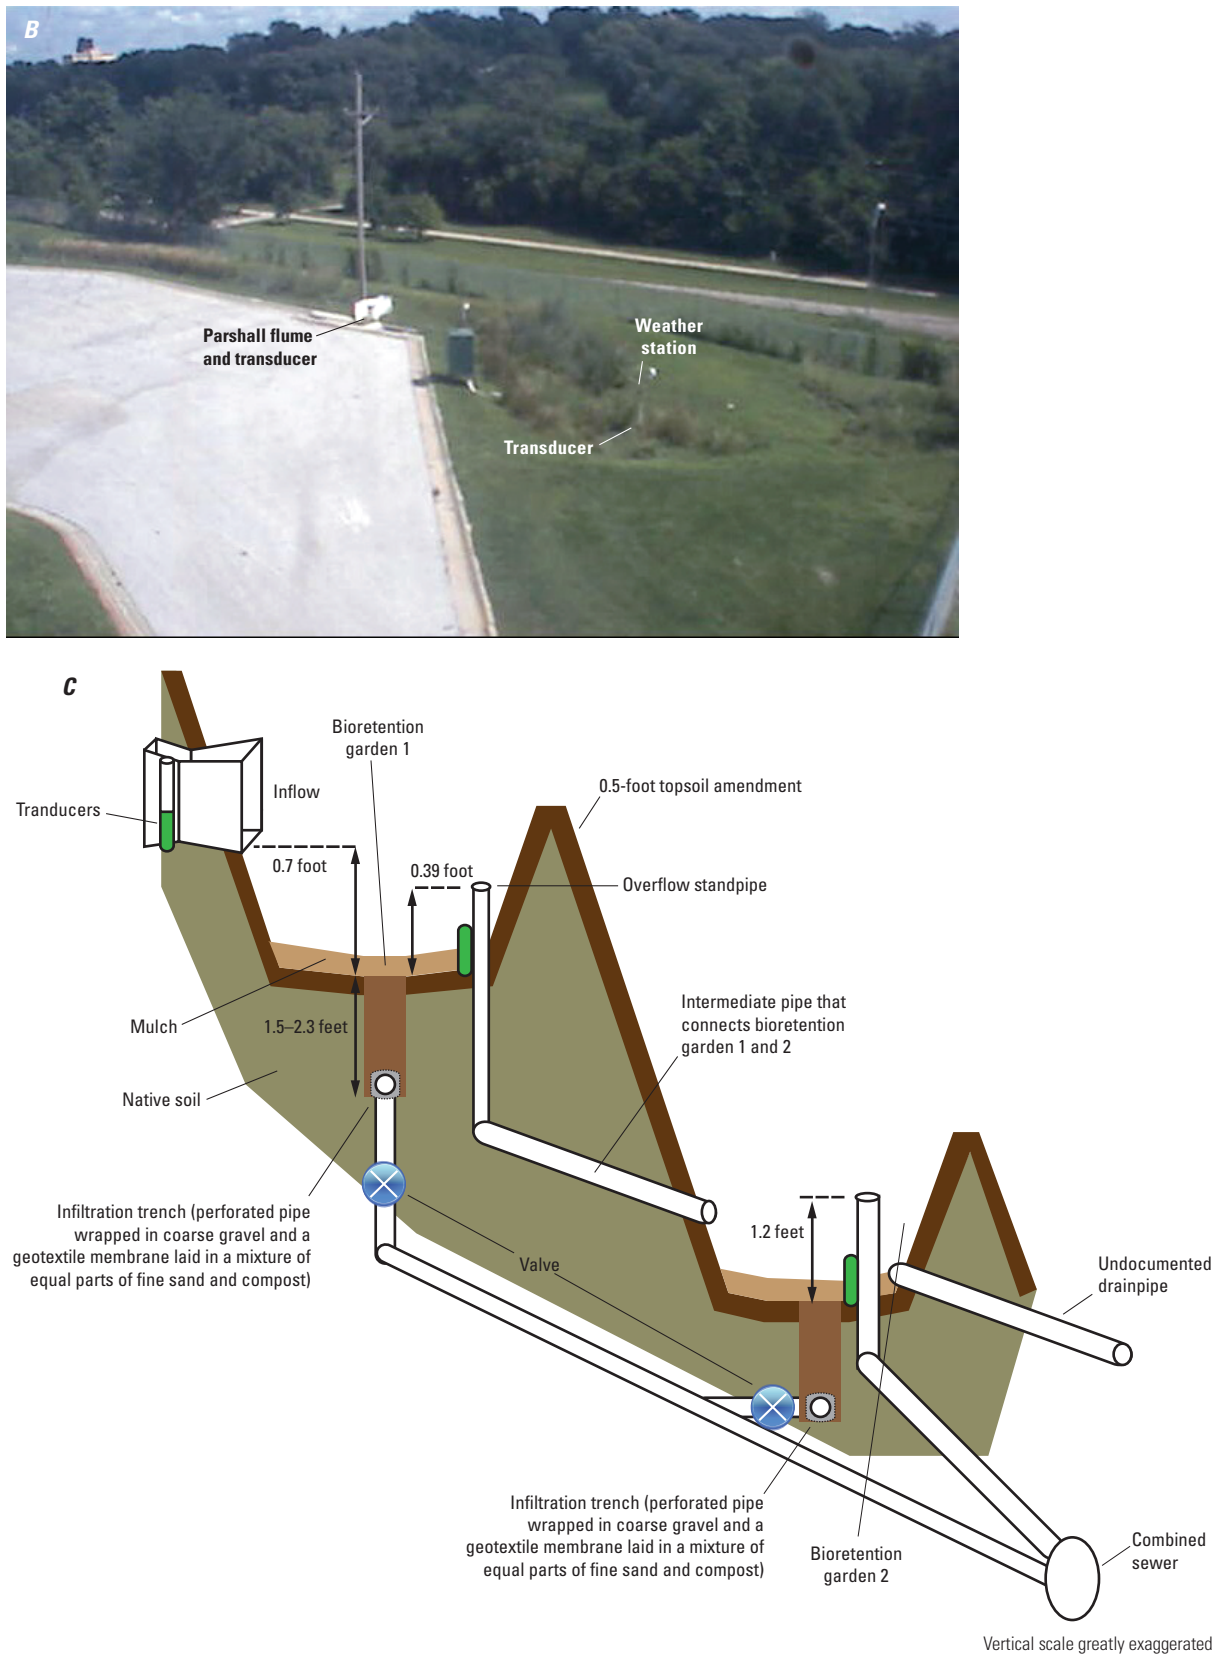 B
Parshall flume
and transducer
Weather
station
Transducer
C
Bioretention
garden 1
Inflow
0.5-foot topsoil amendment
Tranducers
0.7 foot
0.39 foot
Overflow standpipe
Mulch
1.5–2.3 feet
Intermediate pipe that
connects bioretention
garden 1 and 2
Native soil
Infiltration trench (perforated pipe
wrapped in coarse gravel and a
geotextile membrane laid in a mixture of
equal parts of fine sand and compost)
Valve
1.2 feet
Undocumented
drainpipe
Infiltration trench (perforated pipe
wrapped in coarse gravel and a
geotextile membrane laid in a mixture of
equal parts of fine sand and compost)
Bioretention
garden 2
Combined
sewer
Vertical scale greatly exaggerated